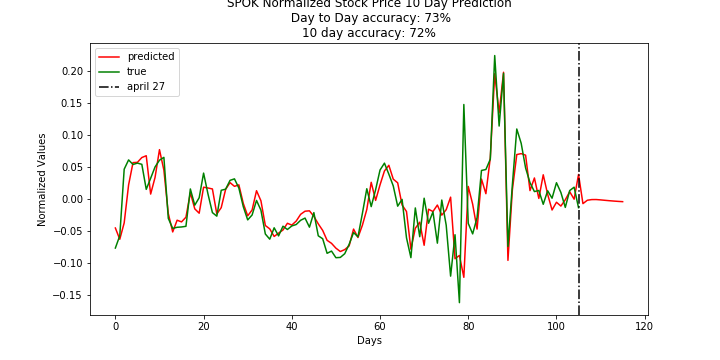 SPOK Normalized Stock Price 10 Day Prediction
Day to Day accuracy: 73%
10 day accuracy: 72%
predicted
true
april 27
0.20
0.15
0.10
0.05
0.00
−0.05
−0.10
−0.15
Normalized Values
0 20 40 60 80 100 120
Days